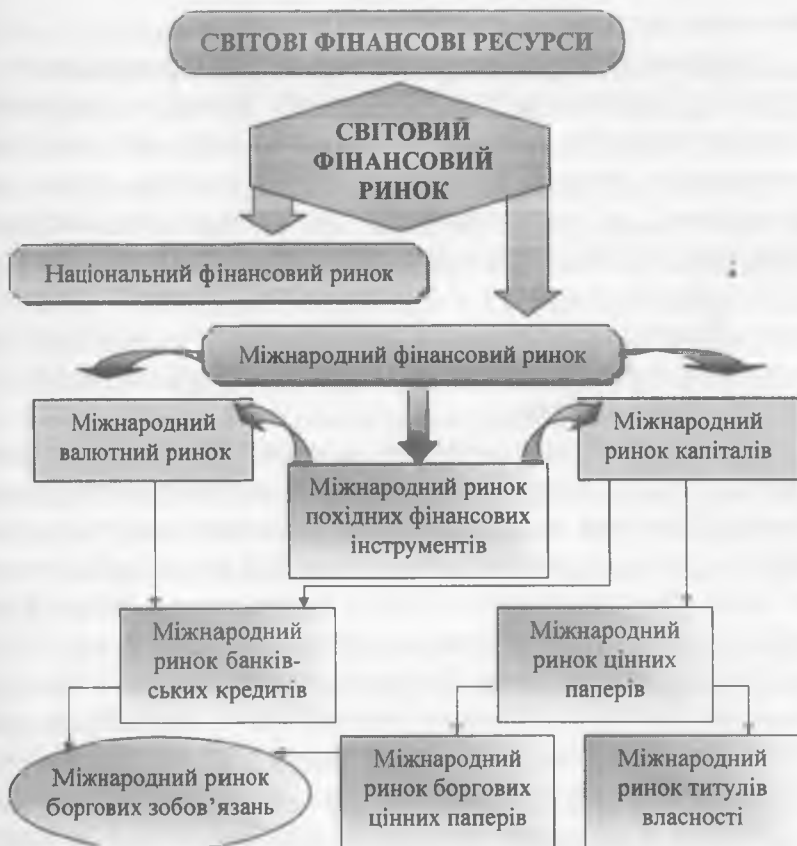 СВІТОВІ ФІНАНСОВІ РЕСУРСИ
СВІТОВИЙ
ФІНАНСОВИЙ
РИНОК
Національний фінансовий ринок
Міжнародний фінансовий ринок
Міжнародний
валютний ринок
Міжнародний
ринок капіталів
Міжнародний ринок
похідних фінансових
інструментів
Міжнародний
ринок банків-
ських кредитів
Міжнародний
ринок цінних
паперів
Міжнародний ринок
боргових зобов’язань
Міжнародний
ринок боргових
цінних паперів
Міжнародний
ринок титулів
власності